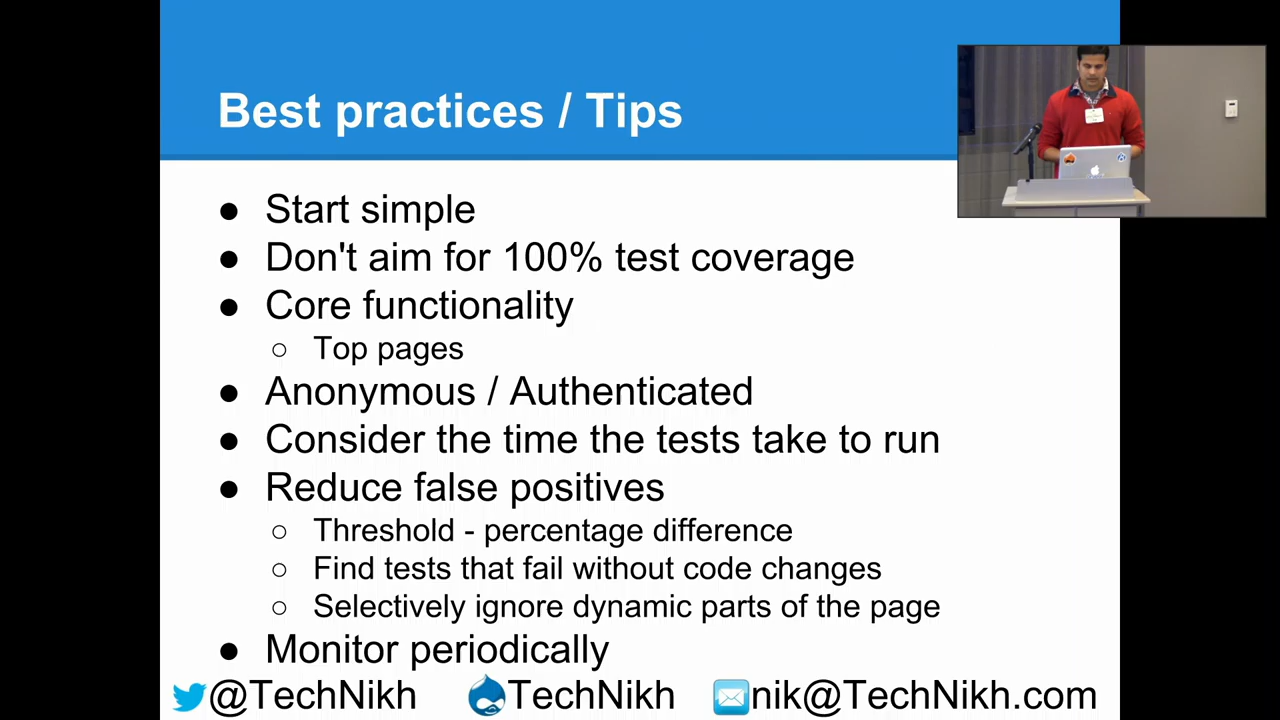 Best practices / Tips
● Start simple
● Don't aim for 100% test coverage
● Core functionality
○ Top pages
● Anonymous / Authenticated
● Consider the time the tests take to run
● Reduce false positives
○ Threshold - percentage difference
○ Find tests that fail without code changes
○ Selectively ignore dynamic parts of the page
● Monitor periodically
@TechNikh TechNikh nik@TechNikh.com